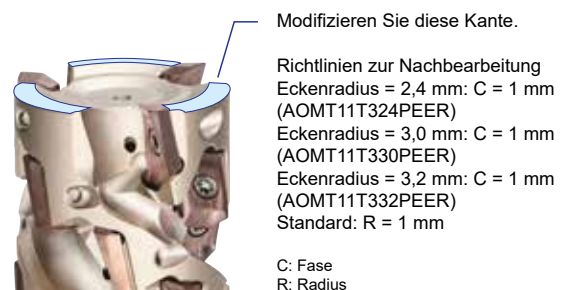 Modifizieren Sie diese Kante.
Richtlinien zur Nachbearbeitung
Eckenradius = 2,4 mm: C = 1 mm
(AOMT11T324PEER)
Eckenradius = 3,0 mm: C = 1 mm
(AOMT11T330PEER)
Eckenradius = 3,2 mm: C = 1 mm
(AOMT11T332PEER)
Standard: R = 1 mm
C: Fase
R: Radius